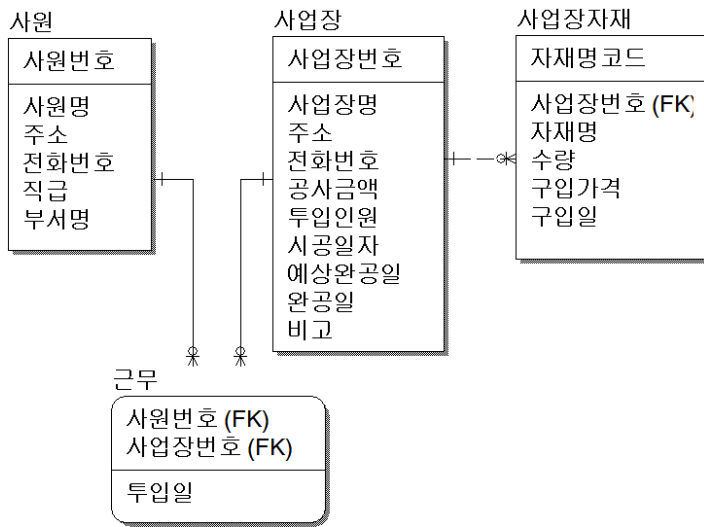 사원
사원번호
사원명
주소
전화번호
직급
부서명
사업장
사업장번호
사업장명
주소
전화번호
공사금액
투입인원
시공일자
예상완공일
완공일
비고
사업장자재
자재명코드
사업장번호 (FK)
자재명
수량
구입가격
구입일
근무
사원번호 (FK)
사업장번호 (FK)
투입일